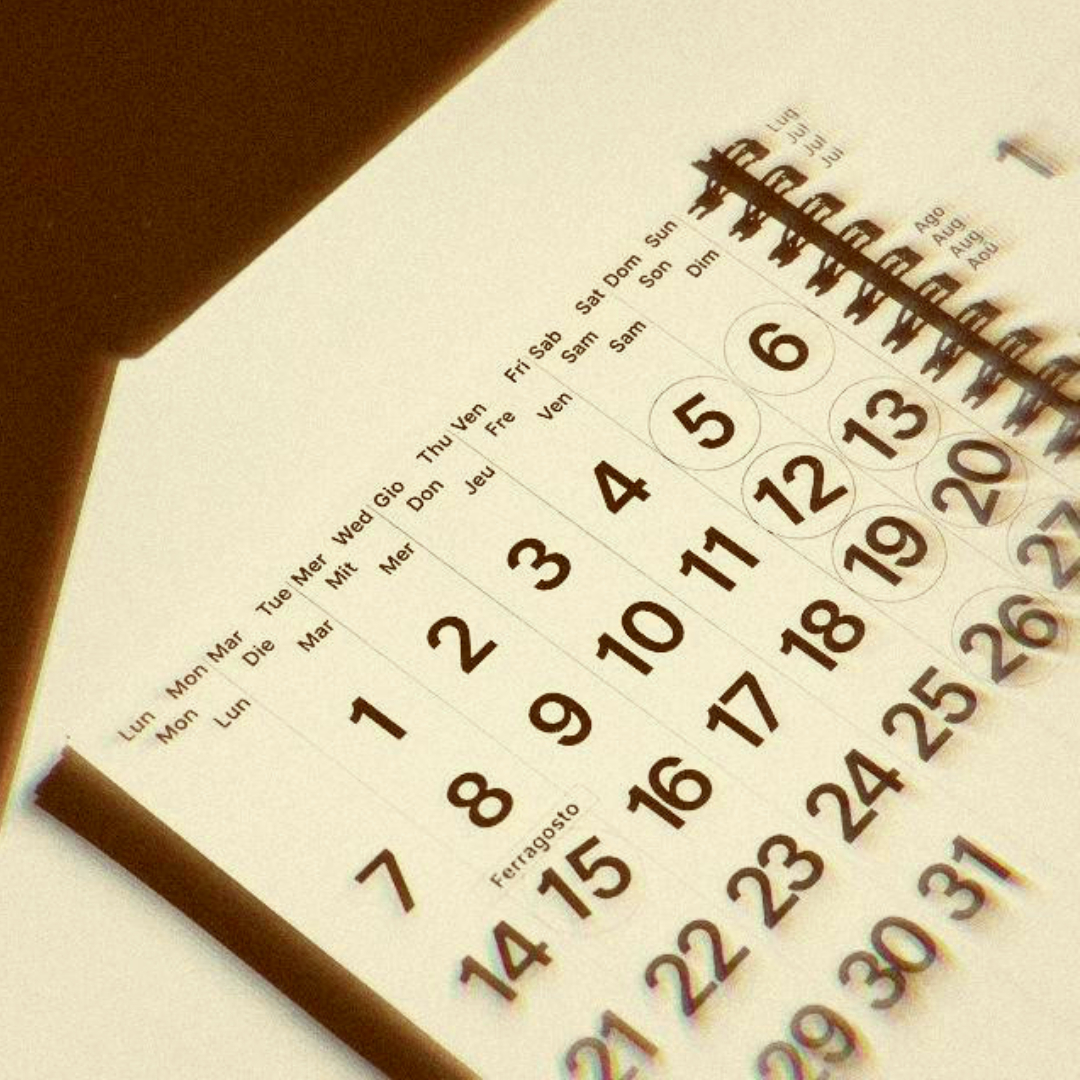 Lug
Jul
Jul
Jul
1
Ago
Aug
Aug
Aoû
Lun Mon Mar Tue Mer Wed Gio Thu Ven Fri Sab Sat Dom Sun
Mon Die Mit Don Fre Sam Son
Lun Mar Mer Jeu Ven Sam Dim
1 2 3 4 5 6
7 8 9 10 11 12 13
Ferragosto
14 15 16 17 18 19 20
21 22 23 24 25 26 27
29 30 31